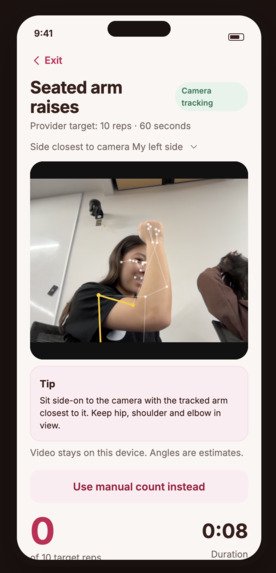 9:41
Exit
Seated arm
raises
Camera
tracking
Provider target: 10 reps · 60 seconds
Side closest to camera My left side
Tip
Sit side-on to the camera with the tracked arm
closest to it. Keep hip, shoulder and elbow in
view.
Video stays on this device. Angles are estimates.
Use manual count instead
0
0:08
of 10 target reps
Duration